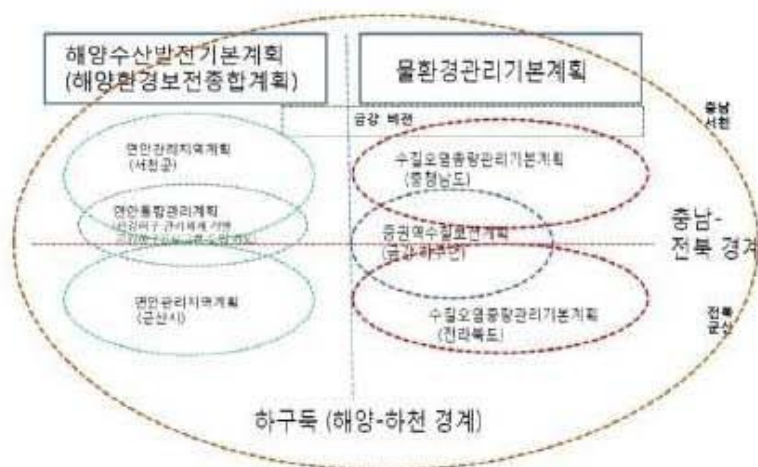 해양수산발전기본계획
(해양환경보전종합계획)
물환경관리기본계획
금강 비전
충남
서천
연안관리지역계획
(서천군)
수질오염총량관리기본계획
(충청남도)
연안통합관리계획
중권역수질보전계획
(금강 하구언)
충남-
전북 경계
연안관리지역계획
(군산시)
수질오염총량관리기본계획
(전라북도)
전북
군산
하구둑 (해양-하천 경계)